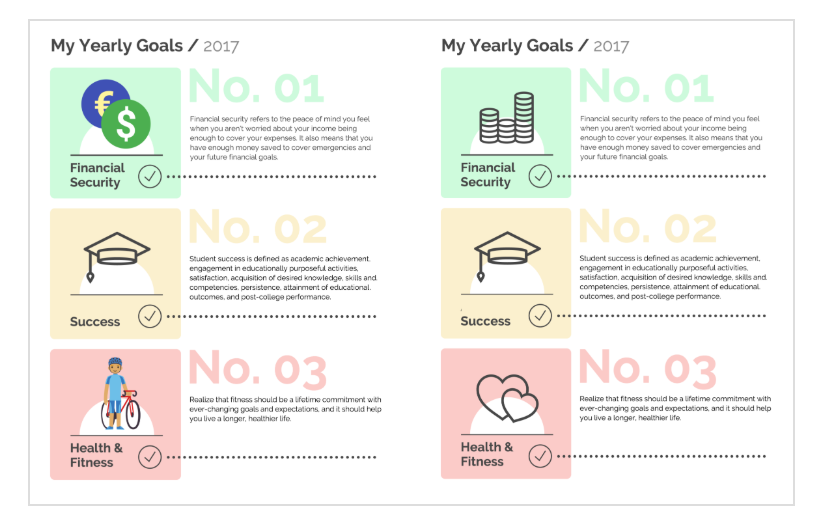 My Yearly Goals / 2017
No. 01
Financial security refers to the peace of mind you feel
when you aren't worried about your income being
enough to cover your expenses. It also means that you
have enough money saved to cover emergencies and
your future financial goals.
Financial
Security
No. 02
Student success is defined as academic achievement,
engagement in educationally purposeful activities,
satisfaction, acquisition of desired knowledge, skills and,
competencies, persistence, attainment of educational,
outcomes, and post-college performance.
Success
No. 03
Realize that fitness should be a lifetime commitment with
ever-changing goals and expectations, and it should help
you live a longer, healthier life.
Health &
Fitness
My Yearly Goals / 2017
No. 01
Financial security refers to the peace of mind you feel
when you aren't worried about your income being
enough to cover your expenses. It also means that you
have enough money saved to cover emergencies and
your future financial goals.
Financial
Security
No. 02
Student success is defined as academic achievement,
engagement in educationally purposeful activities,
satisfaction, acquisition of desired knowledge, skills and,
competencies, persistence, attainment of educational,
outcomes, and post-college performance.
Success
No. 03
Realize that fitness should be a lifetime commitment with
ever-changing goals and expectations, and it should help
you live a longer, healthier life.
Health &
Fitness